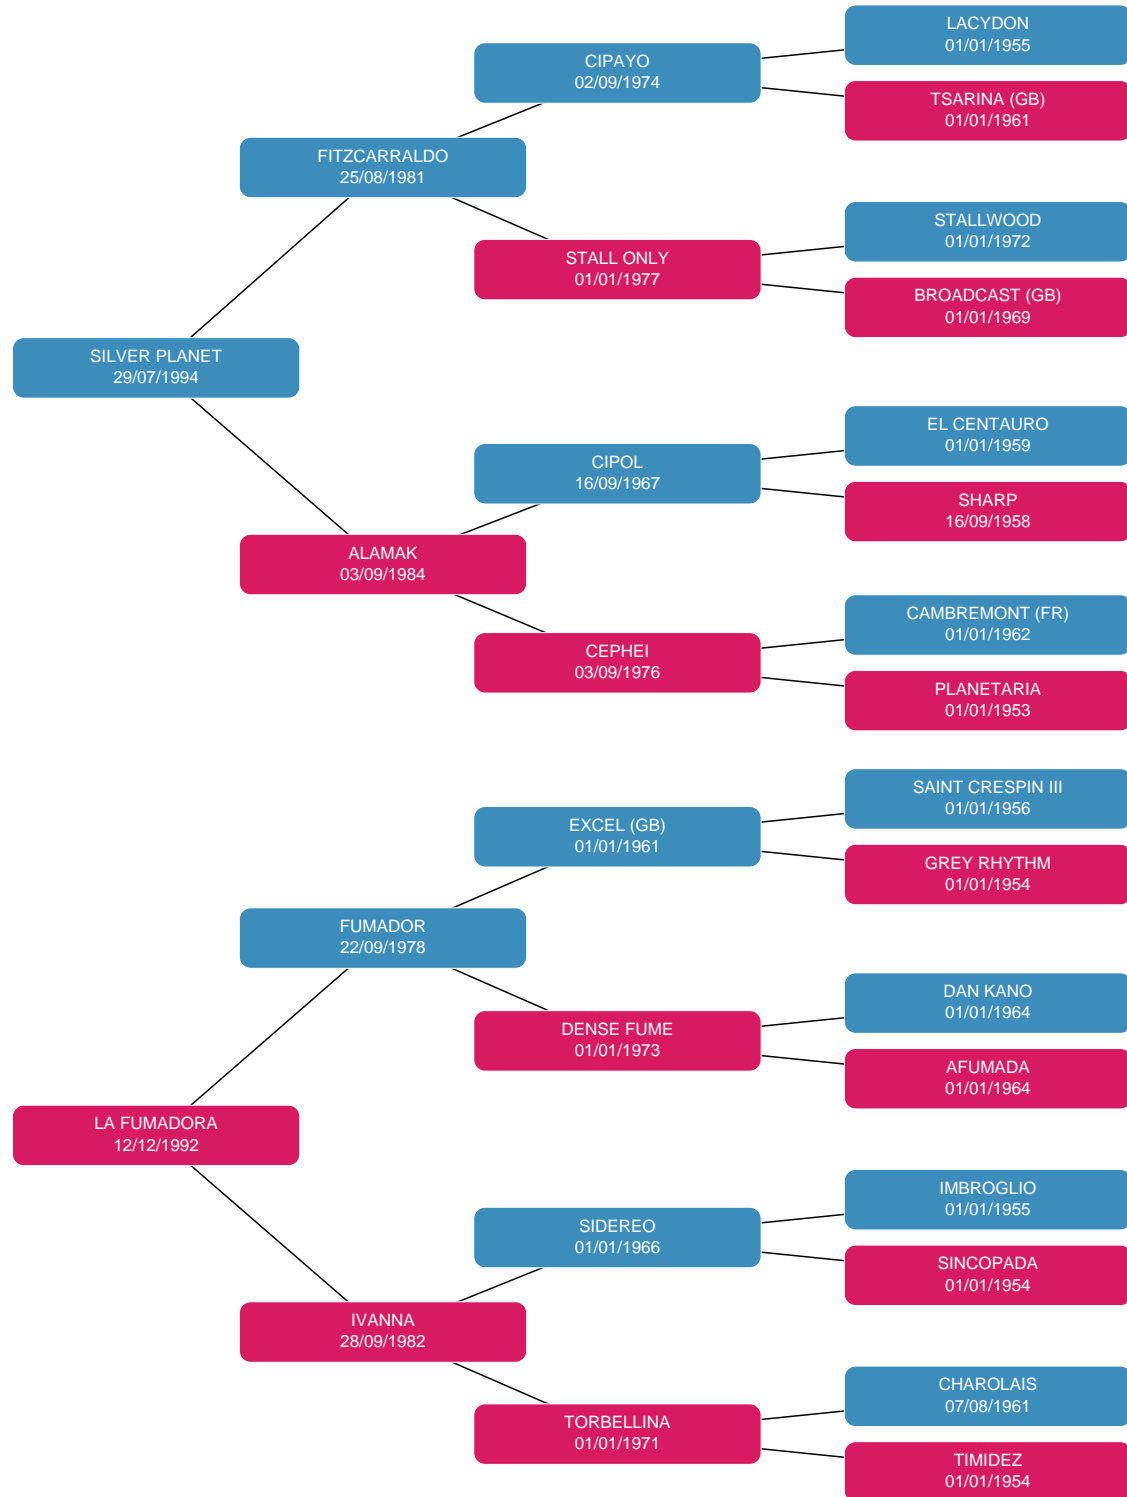 LACYDON
01/01/1955
CIPAYO
02/09/1974
TSARINA (GB)
01/01/1961
FITZCARRALDO
25/08/1981
STALLWOOD
01/01/1972
STALL ONLY
01/01/1977
BROADCAST (GB)
01/01/1969
SILVER PLANET
29/07/1994
EL CENTAURO
01/01/1959
CIPOL
16/09/1967
SHARP
16/09/1958
ALAMAK
03/09/1984
CAMBREMONT (FR)
01/01/1962
CEPHEI
03/09/1976
PLANETARIA
01/01/1953
SAINT CRESPIN III
01/01/1956
EXCEL (GB)
01/01/1961
GREY RHYTHM
01/01/1954
FUMADOR
22/09/1978
DAN KANO
01/01/1964
DENSE FUME
01/01/1973
AFUMADA
01/01/1964
LA FUMADORA
12/12/1992
IMBROGLIO
01/01/1955
SIDEREO
01/01/1966
SINCOPADA
01/01/1954
IVANNA
28/09/1982
CHAROLAIS
07/08/1961
TORBELLINA
01/01/1971
TIMIDEZ
01/01/1954